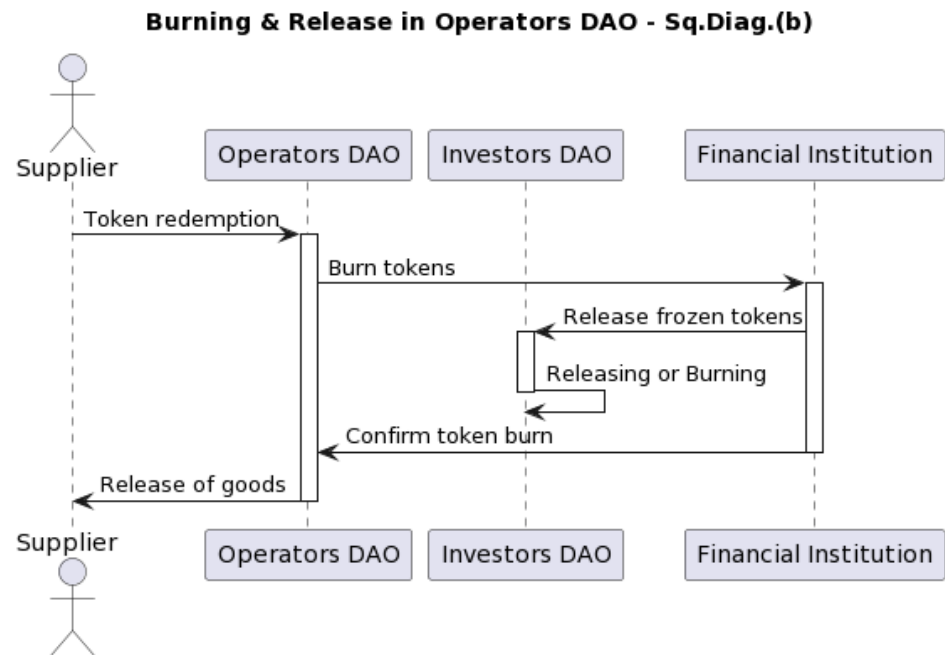 Burning & Release in Operators DAO - Sq.Diag.(b)
Supplier
Operators DAO
Investors DAO
Financial Institution
Token redemption
Burn tokens
Release frozen tokens
Releasing or Burning
Confirm token burn
Release of goods
Supplier
Operators DAO
Investors DAO
Financial Institution